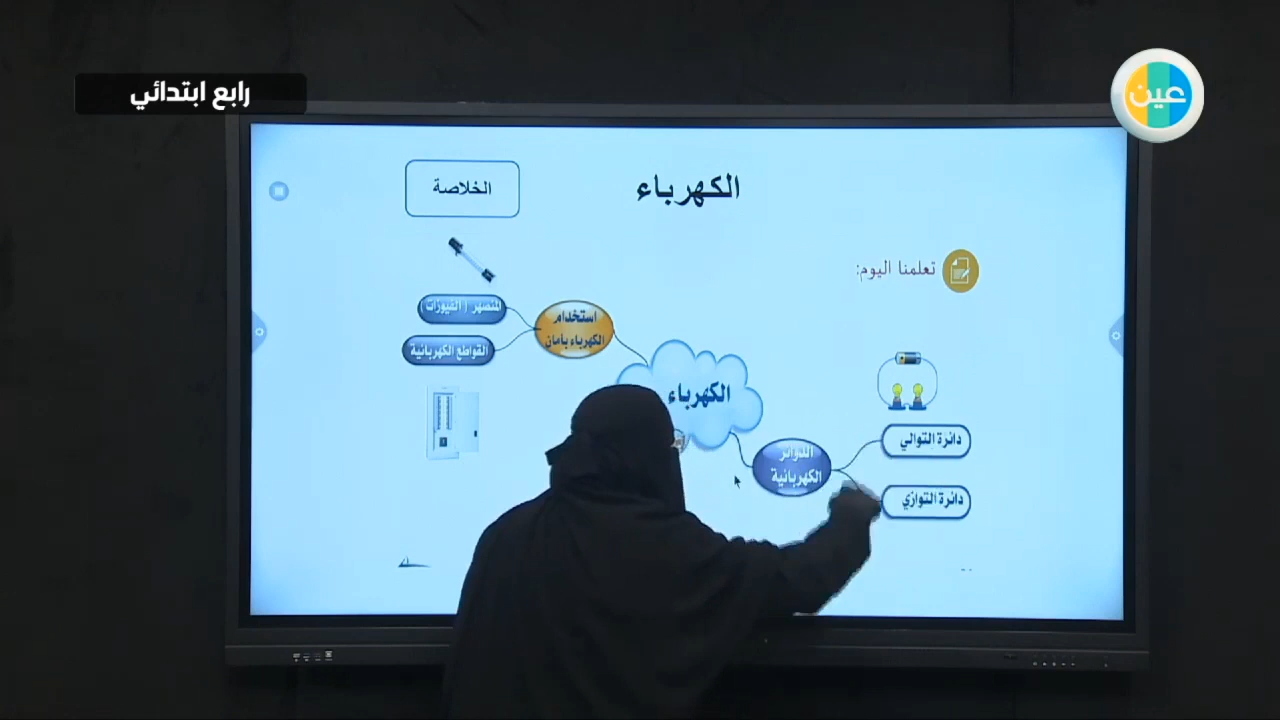 رابع ابتدائي
عين
الكهرباء
الخلاصة
تعلمنا اليوم:
استخدام
الكهرباء بأمان
المنصهر ( الفيوزات )
القواطع الكهربائية
الكهرباء
الدوائر
الكهربائية
دائرة التوالي
دائرة التوازي